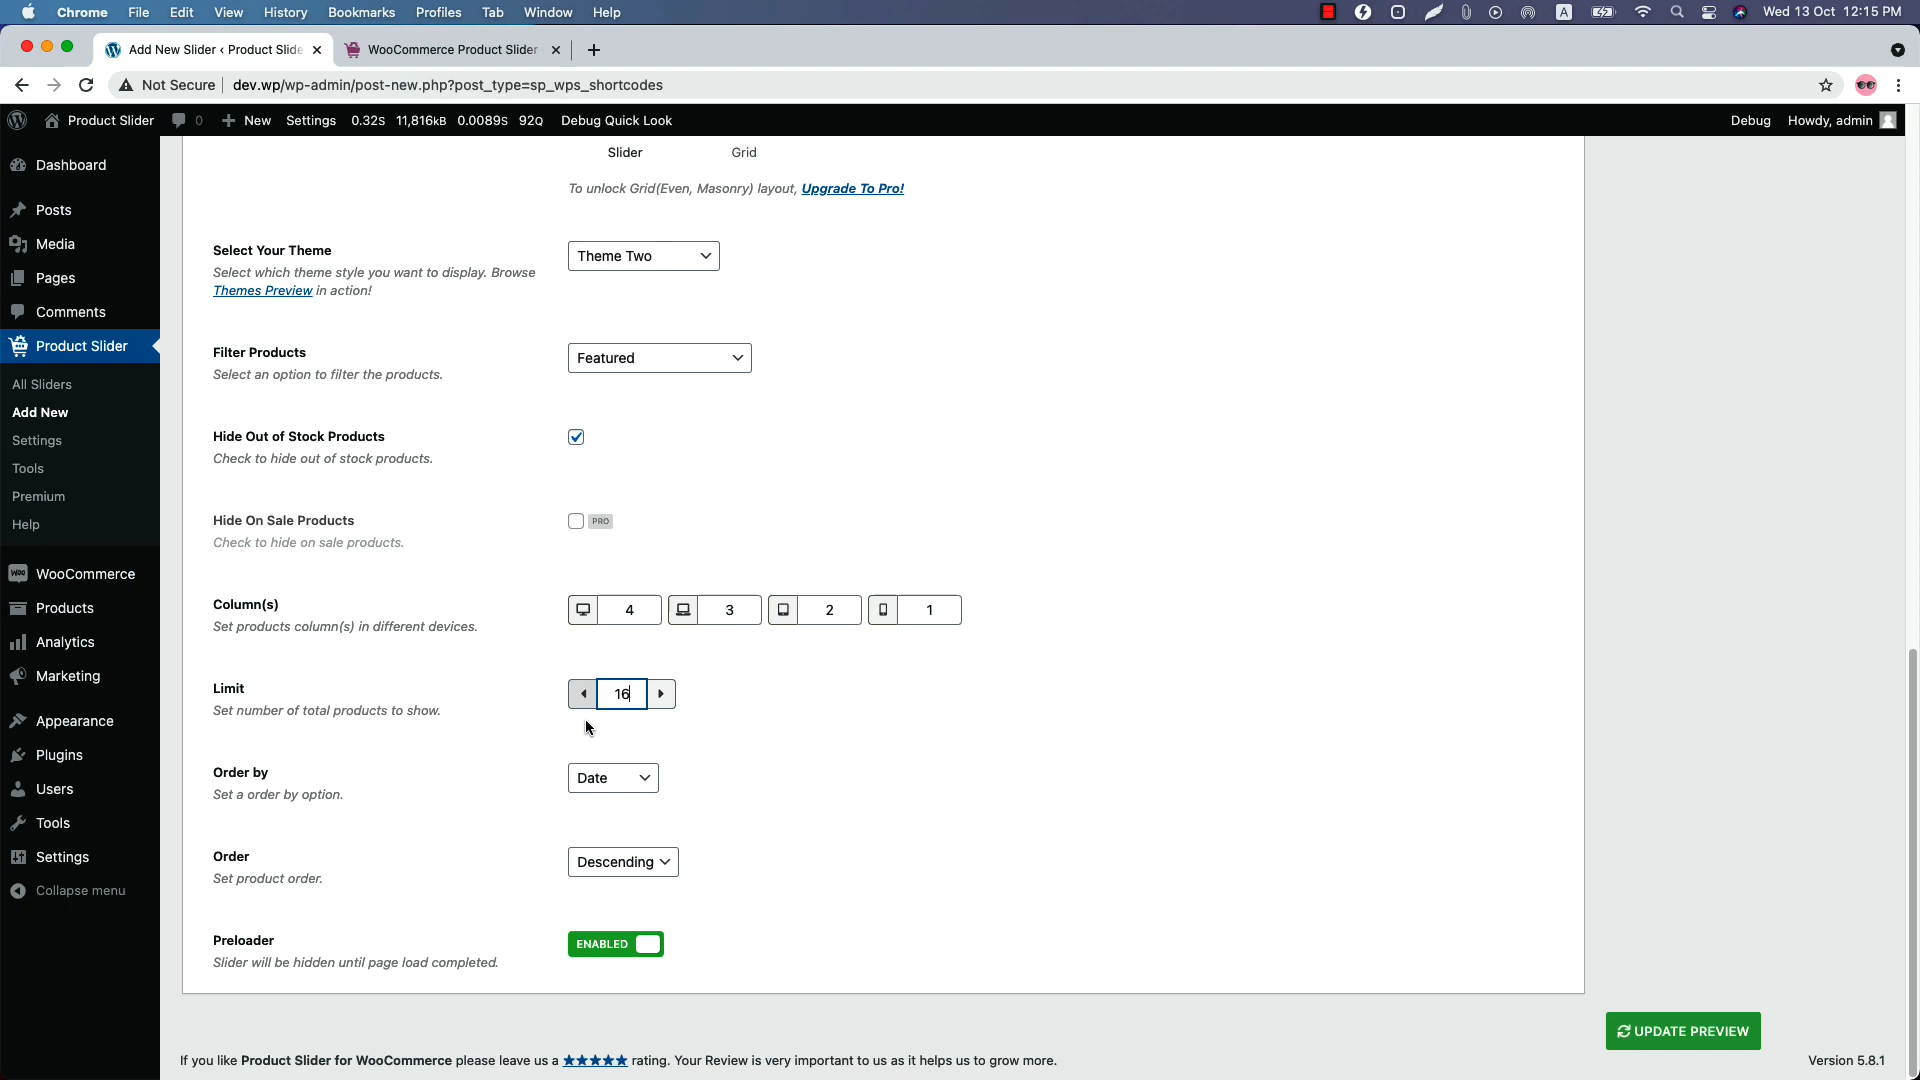 Chrome File Edit View History Bookmarks Profiles Tab Window Help A Wed 13 Oct 12:15 PM
Add New Slider ‹ Product Slide WooCommerce Product Slider
Not Secure dev.wp/wp-admin/post-new.php?post_type=sp_wps_shortcodes
Product Slider 0 New Settings 0.32S 11,816KB 0.0089S 92Q Debug Quick Look Debug Howdy, admin
Slider Grid
Dashboard
To unlock Grid(Even, Masonry) layout, Upgrade To Pro!
Posts
Media
Select Your Theme Theme Two
Select which theme style you want to display. Browse
Pages
Themes Preview in action!
Comments
Product Slider
Filter Products Featured
Select an option to filter the products.
All Sliders
Add New
Hide Out of Stock Products
Settings
Check to hide out of stock products.
Tools
Premium
Hide On Sale Products PRO
Help
Check to hide on sale products.
Woo WooCommerce
Products
Column(s) 4 3 2 1
Set products column(s) in different devices.
Analytics
Marketing
Limit 16
Set number of total products to show.
Appearance
Plugins
Order by Date
Set a order by option.
Users
Tools
Settings
Order Descending
Set product order.
Collapse menu
Preloader ENABLED
Slider will be hidden until page load completed.
UPDATE PREVIEW
If you like Product Slider for WooCommerce please leave us a ★★★★★ rating. Your Review is very important to us as it helps us to grow more. Version 5.8.1